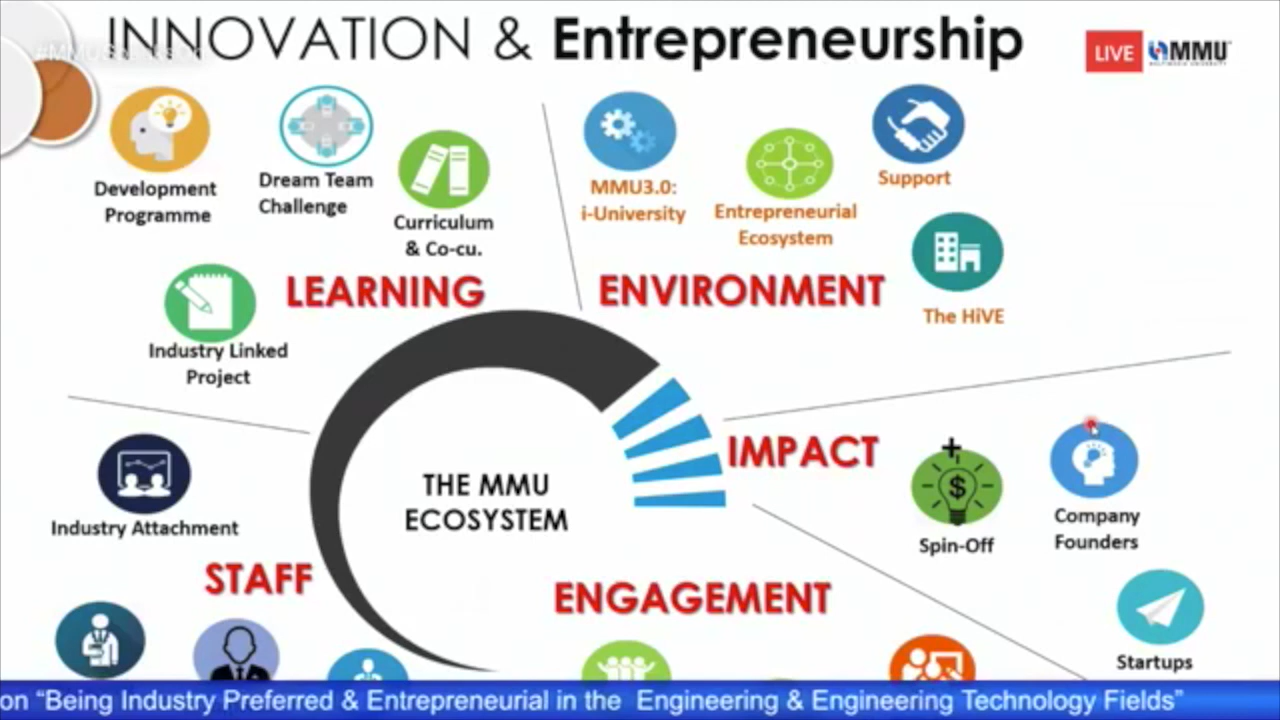 INNOVATION & Entrepreneurship
LIVE
MMU
MULTIMEDIA UNIVERSITY
Development
Programme
Dream Team
Challenge
Curriculum
& Co-cu.
Industry Linked
Project
LEARNING
MMU3.0:
i-University
Entrepreneurial
Ecosystem
Support
The HiVE
ENVIRONMENT
IMPACT
Spin-Off
Company
Founders
Startups
THE MMU
ECOSYSTEM
Industry Attachment
STAFF
ENGAGEMENT
$
on “Being Industry Preferred & Entrepreneurial in the Engineering & Engineering Technology Fields”